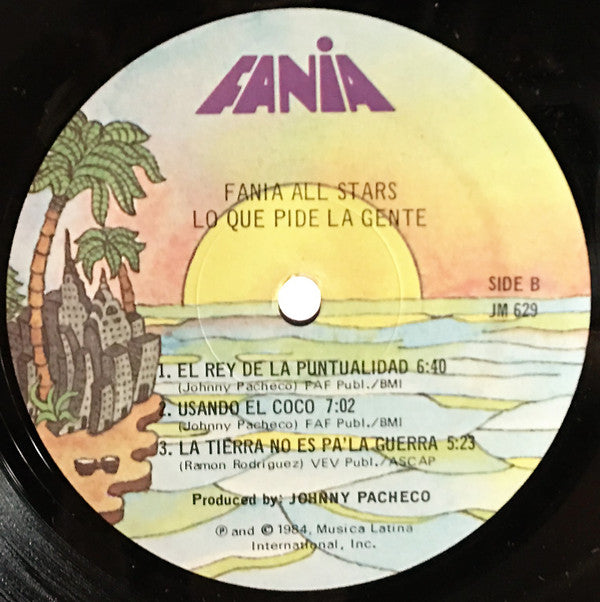 FANIA
FANIA ALL STARS
LO QUE PIDE LA GENTE
SIDE B
JM 629
1. EL REY DE LA PUNTUALIDAD 6:40
(Johnny Pacheco) FAF Publ./BMI
2. USANDO EL COCO 7:02
(Johnny Pacheco) FAF Publ./BMI
3. LA TIERRA NO ES PA'LA GUERRA 5:23
(Ramon Rodriguez) VEV Publ./ASCAP
Produced by: JOHNNY PACHECO
℗ and © 1984, Musica Latina
International, Inc.